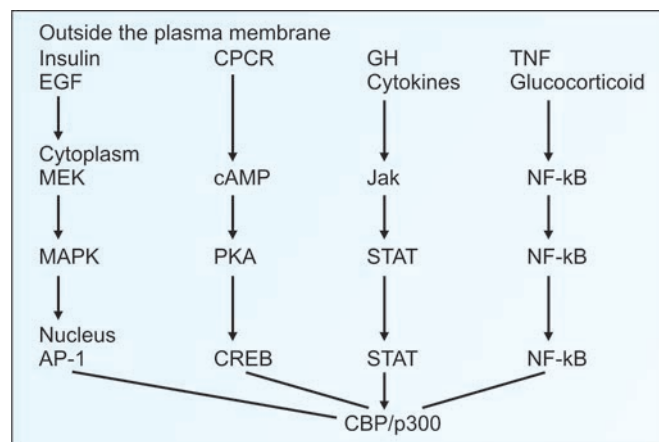 Outside the plasma membrane
Insulin CPCR GH TNF
EGF Cytokines Glucocorticoid
Cytoplasm
MEK cAMP Jak NF-kB
MAPK PKA STAT NF-kB
Nucleus
AP-1 CREB STAT NF-kB
CBP/p300